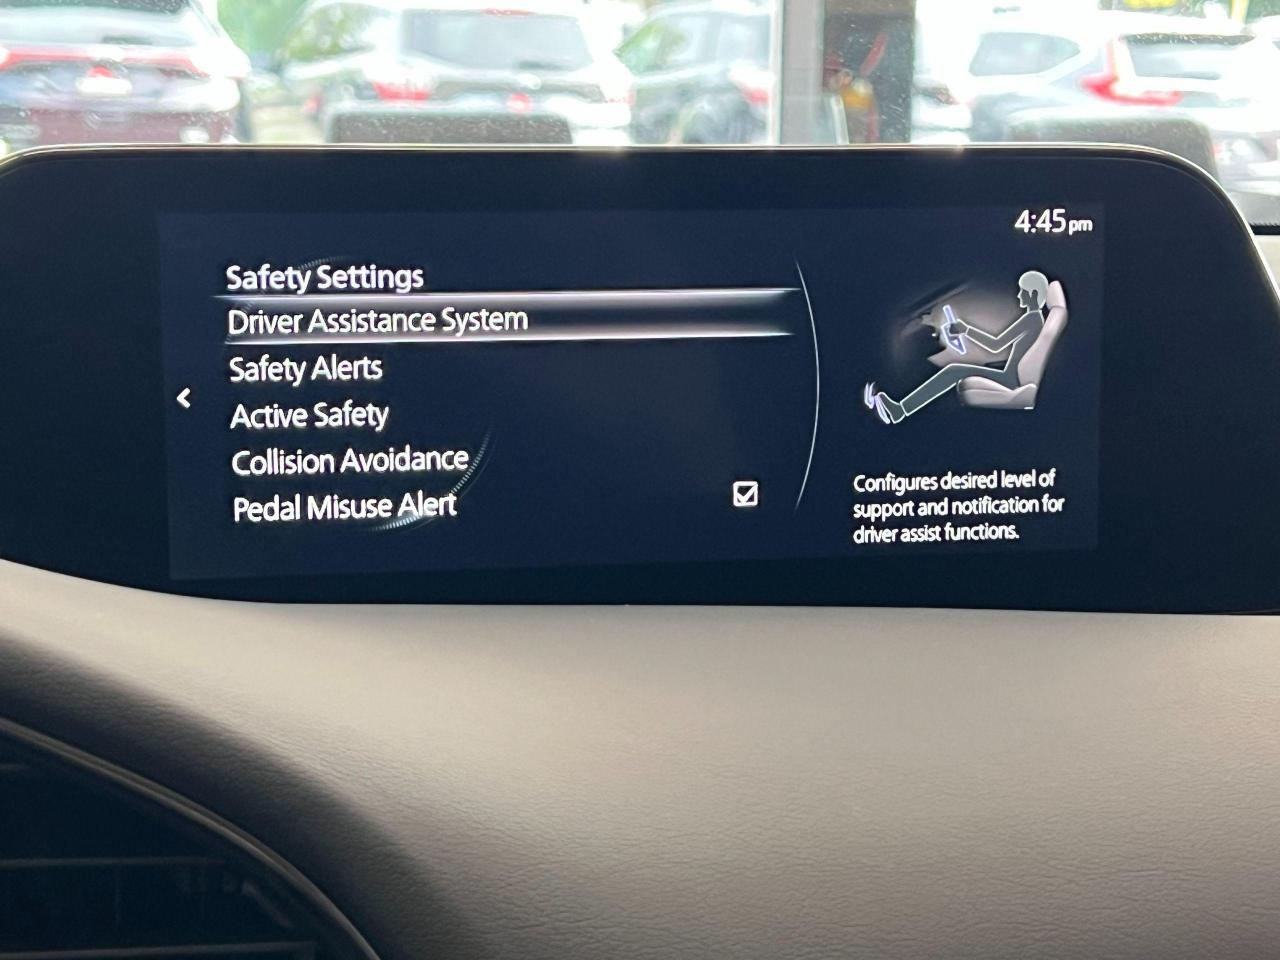 4:45pm
Safety Settings
Driver Assistance System
Safety Alerts
Active Safety
Collision Avoidance
Pedal Misuse Alert
Configures desired level of
support and notification for
driver assist functions.